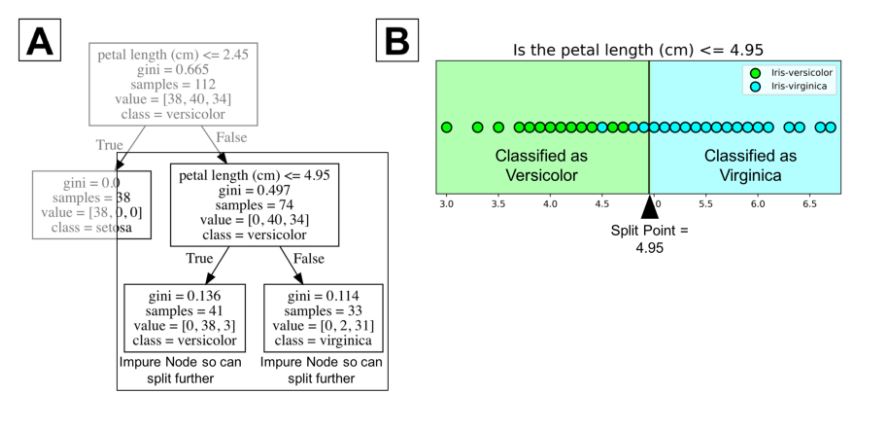 A
petal length (cm) <= 2.45
gini = 0.665
samples = 112
value = [38, 40, 34]
class = versicolor
True
False
gini = 0.0
samples = 38
value = [38, 0, 0]
class = setosa
petal length (cm) <= 4.95
gini = 0.497
samples = 74
value = [0, 40, 34]
class = versicolor
True
False
gini = 0.136
samples = 41
value = [0, 38, 3]
class = versicolor
Impure Node so can
split further
gini = 0.114
samples = 33
value = [0, 2, 31]
class = virginica
Impure Node so can
split further
B
Is the petal length (cm) <= 4.95
Iris-versicolor
Iris-virginica
Classified as
Versicolor
Classified as
Virginica
3.0 3.5 4.0 4.5 .0 5.5 6.0 6.5
Split Point =
4.95